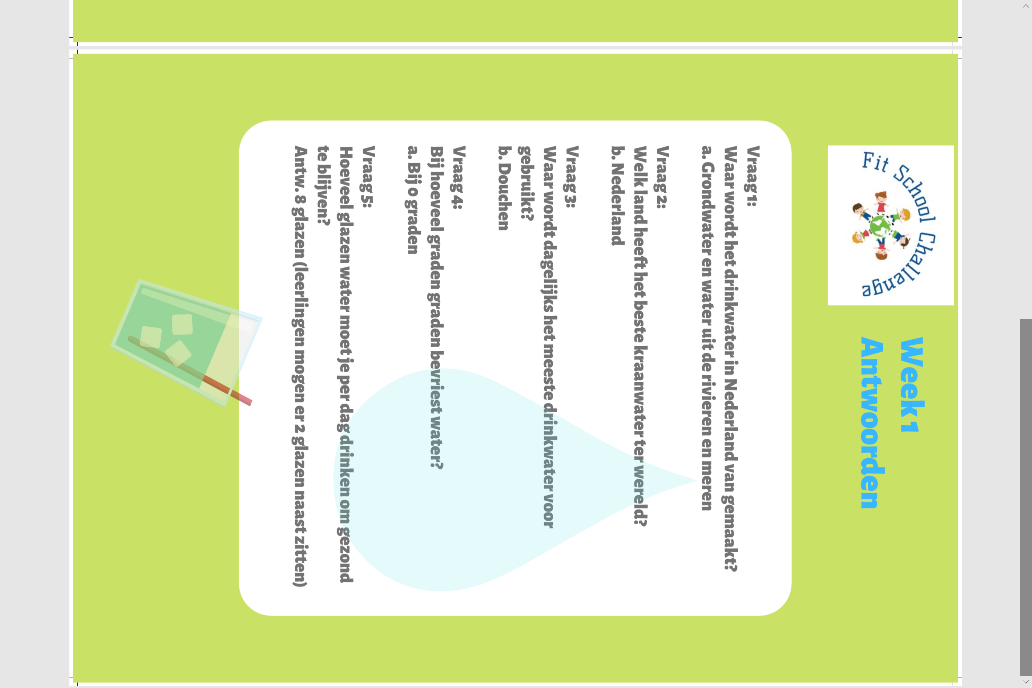 Fit School Challenge
Week 1
Antwoorden
Vraag 1:
Waar wordt het drinkwater in Nederland van gemaakt?
a. Grondwater en water uit de rivieren en meren
Vraag 2:
Welk land heeft het beste kraanwater ter wereld?
b. Nederland
Vraag 3:
Waar wordt dagelijks het meeste drinkwater voor
gebruikt?
b. Douchen
Vraag 4:
Bij hoeveel graden graden bevriest water?
a. Bij 0 graden
Vraag 5:
Hoeveel glazen water moet je per dag drinken om gezond
te blijven?
Antw. 8 glazen (leerlingen mogen er 2 glazen naast zitten)